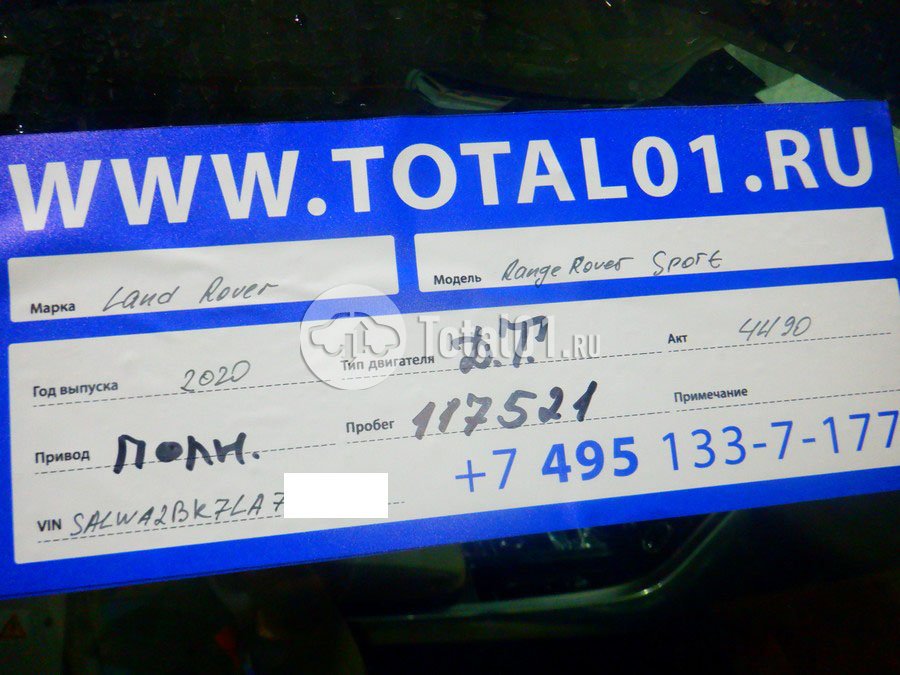 WWW.TOTAL01.RU
Марка Land Rover
Модель Range Rover Sport
Total01.RU
Год выпуска 2020
Тип двигателя Д.Т.
Акт 4490
Привод полн.
Пробег 117521
Примечание
+7 495 133-7-177
VIN SALWA2BK7LA7